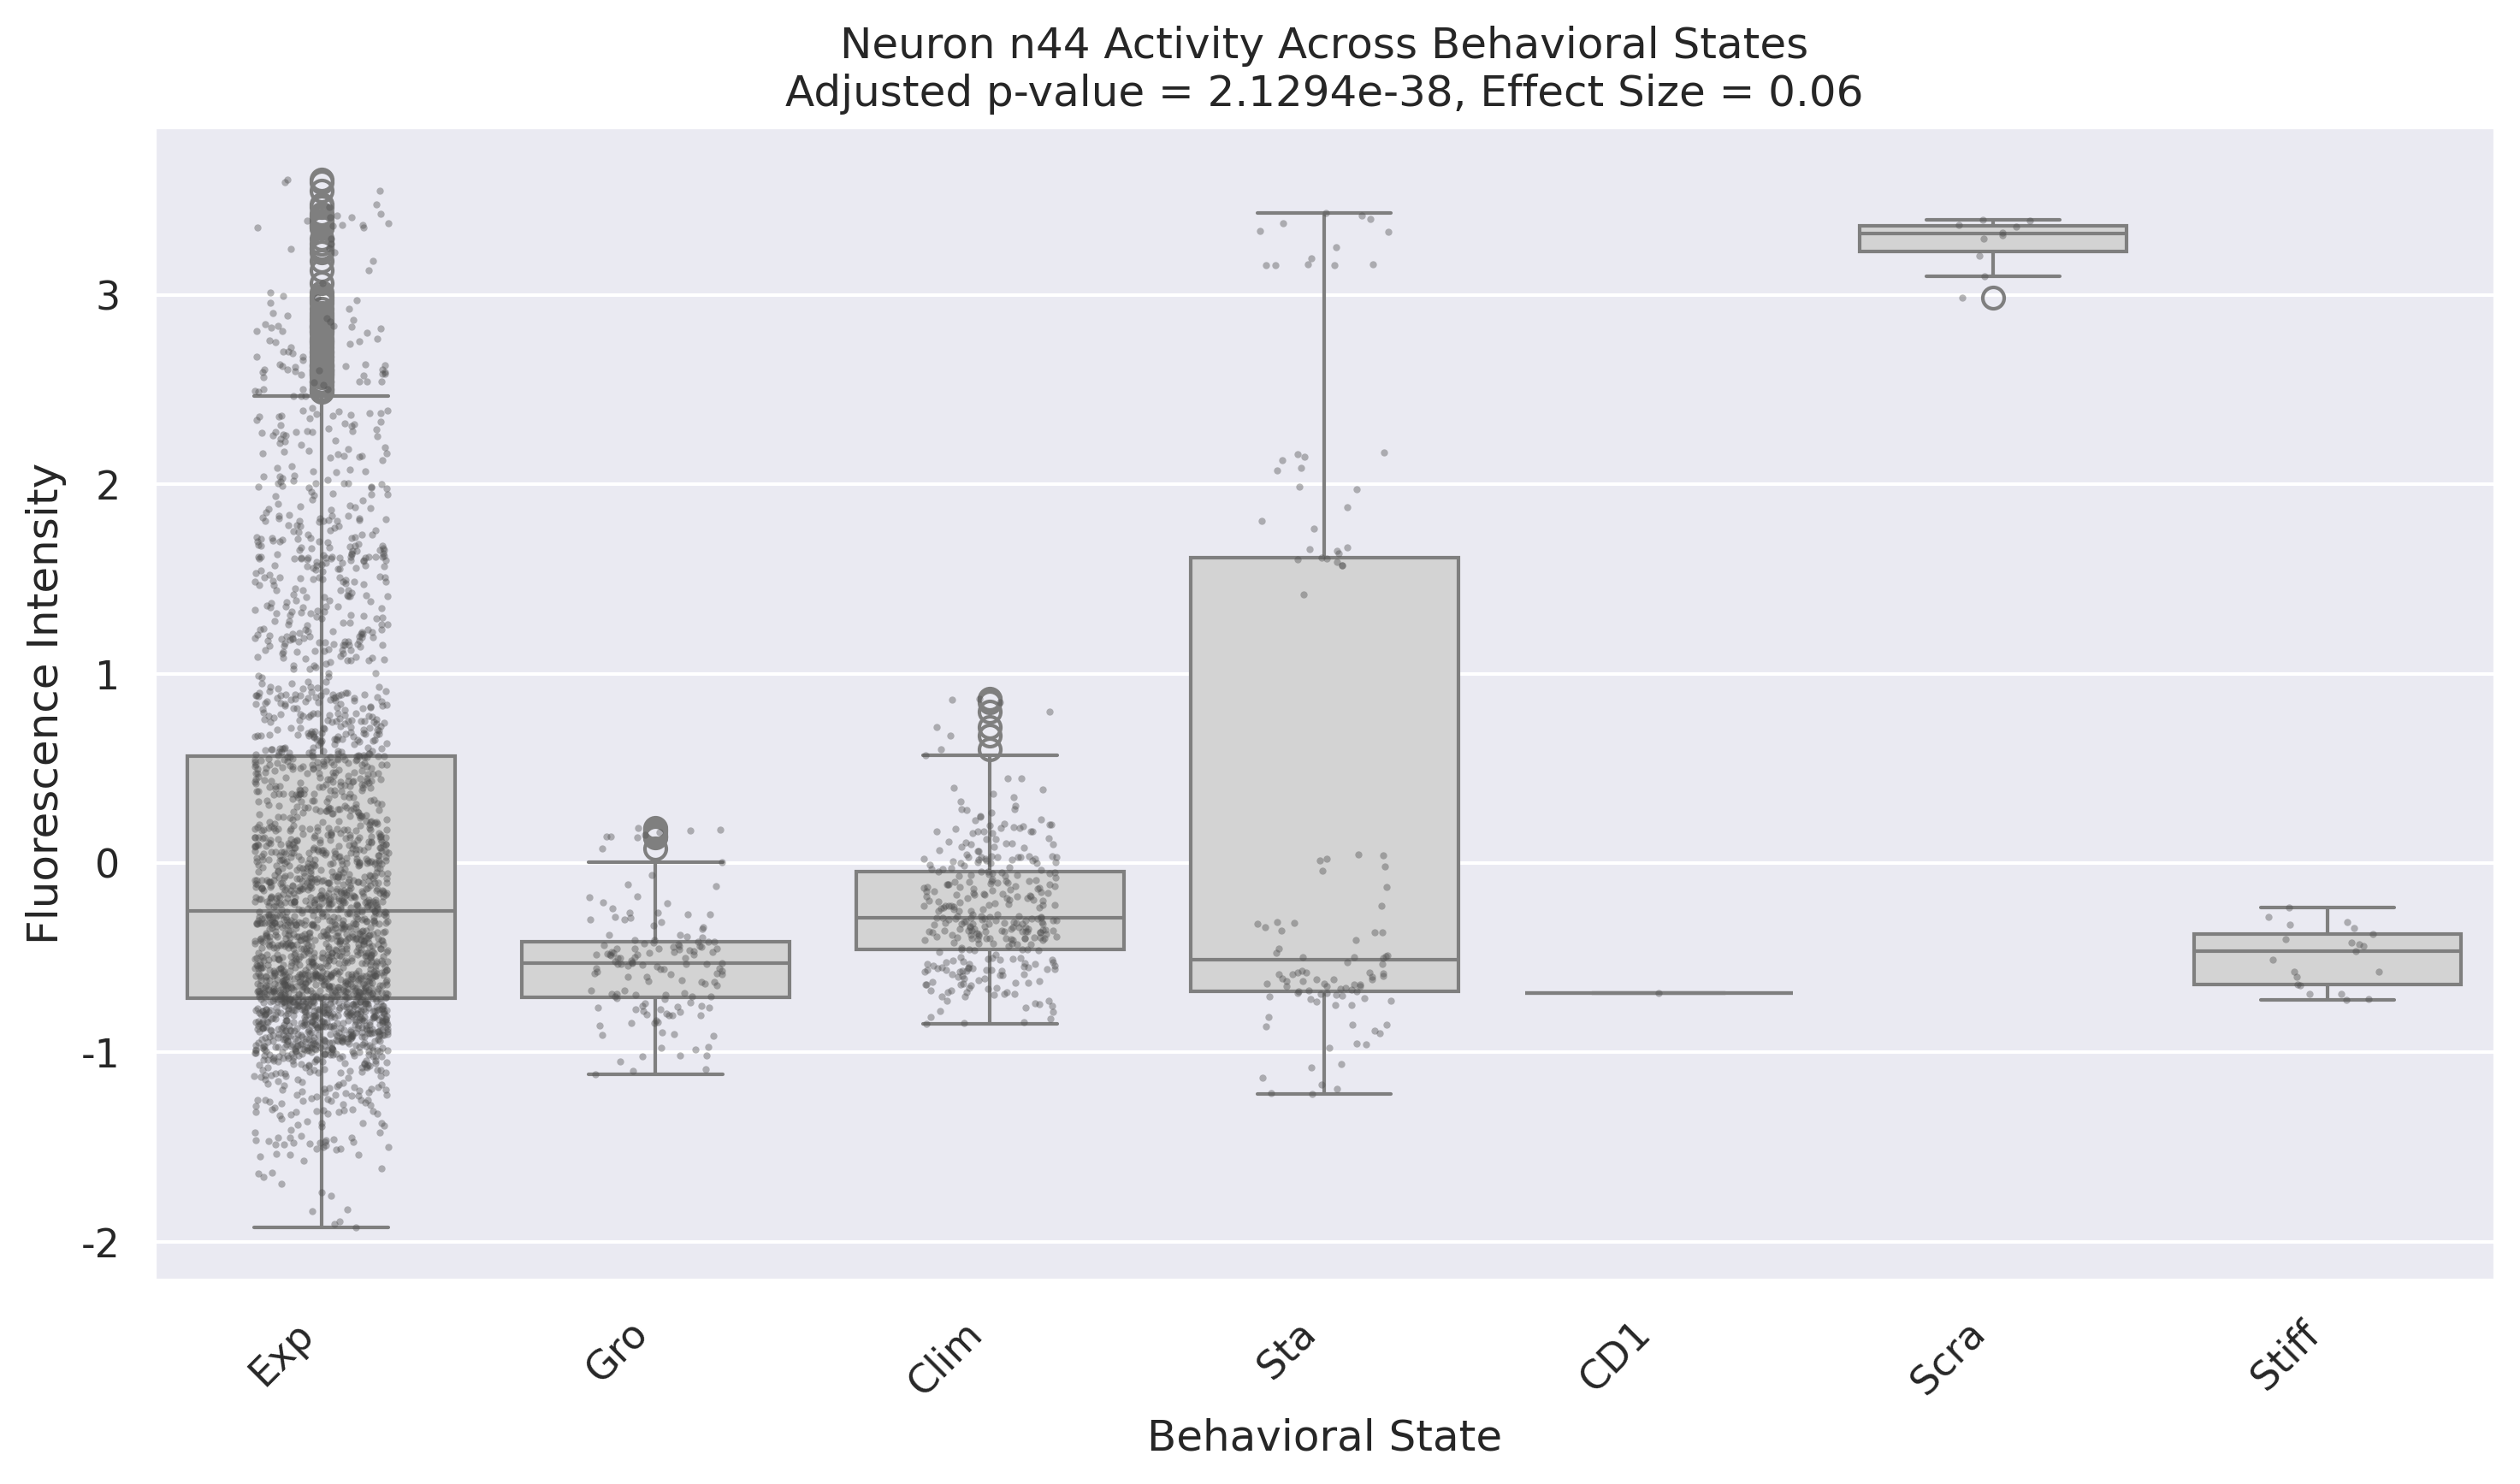 Neuron n44 Activity Across Behavioral States
Adjusted p-value = 2.1294e-38, Effect Size = 0.06
Fluorescence Intensity
3
2
1
0
-1
-2
Exp
Gro
Clim
Sta
CD1
Scra
Stiff
Behavioral State